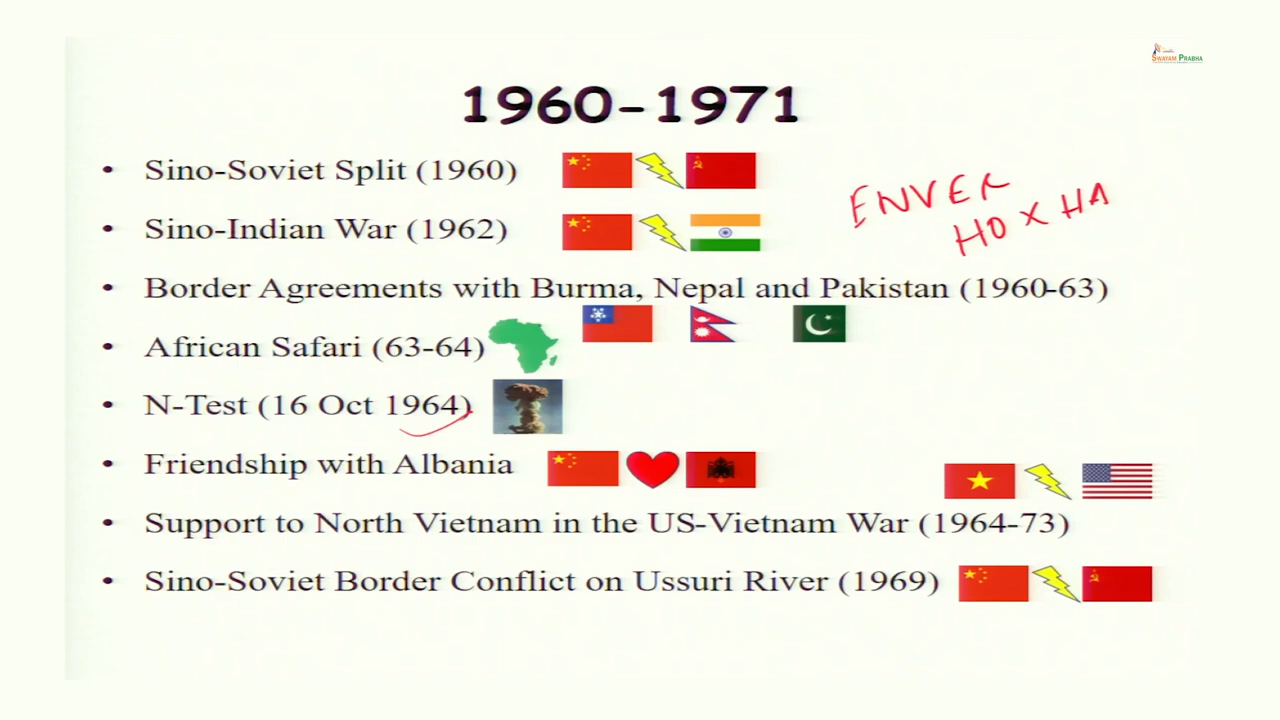 SWAYAM PRABHA
1960-1971
• Sino-Soviet Split (1960)
ENVER
HOXHA
• Sino-Indian War (1962)
• Border Agreements with Burma, Nepal and Pakistan (1960-63)
• African Safari (63-64)
• N-Test (16 Oct 1964)
• Friendship with Albania
• Support to North Vietnam in the US-Vietnam War (1964-73)
• Sino-Soviet Border Conflict on Ussuri River (1969)